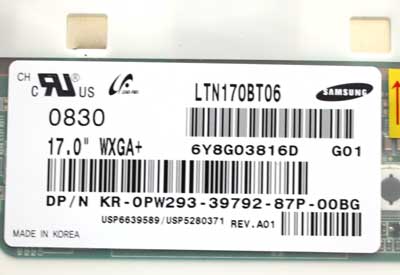 CH
C US
LTN170BT06
SAMSUNG
0830
17.0" WXGA+
6Y8G03816D G01
DP/N KR-0PW293-39792-87P-00BG
USP6639589/USP5280371 REV.A01
MADE IN KOREA